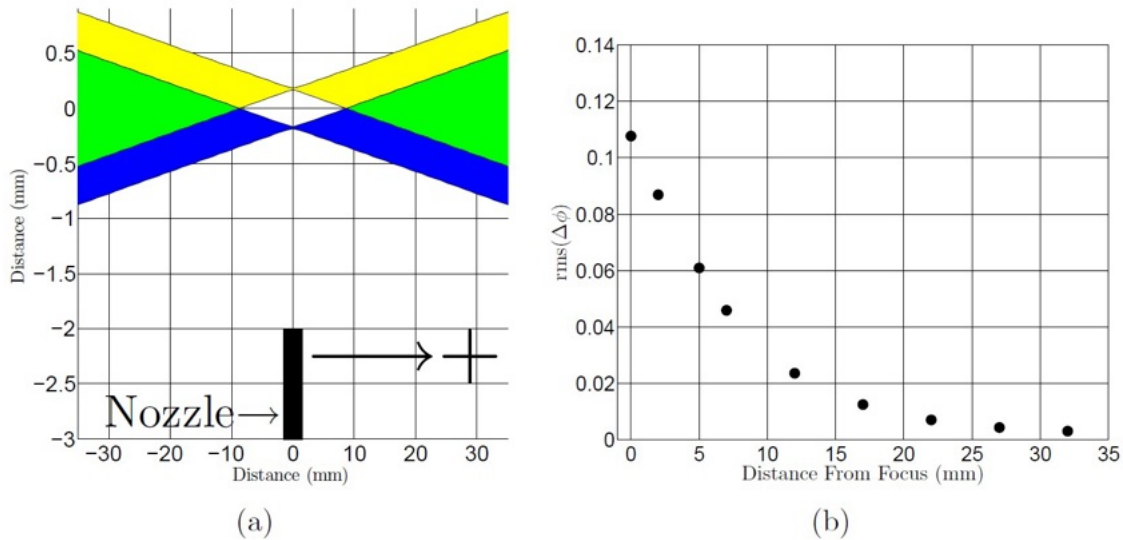 0.5
0
−0.5
−1
−1.5
−2
−2.5
−3
Distance (mm)
Nozzle→
−30 −20 −10 0 10 20 30
Distance (mm)
(a)
0.14
0.12
0.1
0.08
0.06
0.04
0.02
0
rms(Δϕ)
0 5 10 15 20 25 30 35
Distance From Focus (mm)
(b)